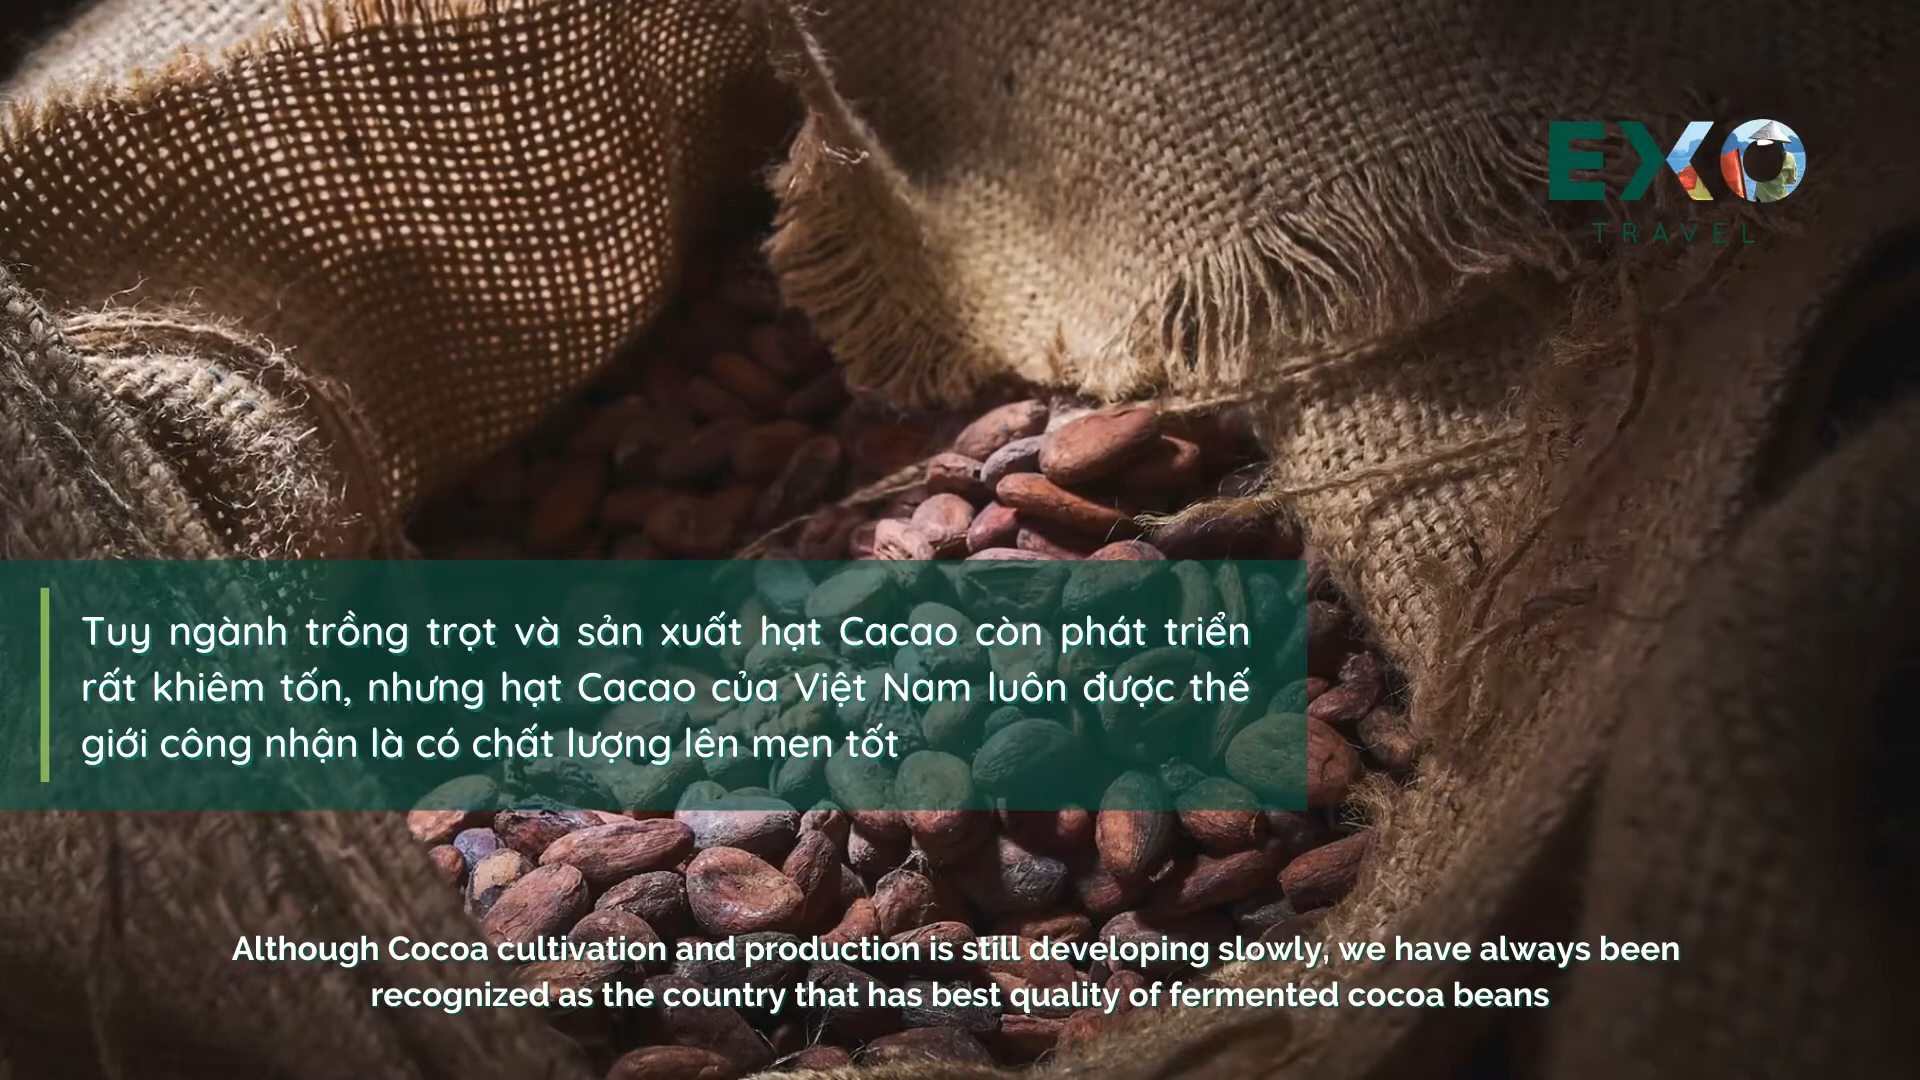 EXO
TRAVEL
Tuy ngành trồng trọt và sản xuất hạt Cacao còn phát triển
rất khiêm tốn, nhưng hạt Cacao của Việt Nam luôn được thế
giới công nhận là có chất lượng lên men tốt
Although Cocoa cultivation and production is still developing slowly, we have always been
recognized as the country that has best quality of fermented cocoa beans